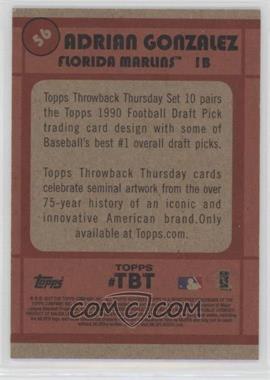 56
ADRIAN GONZALEZ
FLORIDA MARLINS™ 1B
Topps Throwback Thursday Set 10 pairs
the Topps 1990 Football Draft Pick
trading card design with some of
Baseball's best #1 overall draft picks.
Topps Throwback Thursday cards
celebrate seminal artwork from the over
75-year history of an iconic and
innovative American brand.Only
available at Topps.com.
TOPPS
#TBT
Topps
COMC